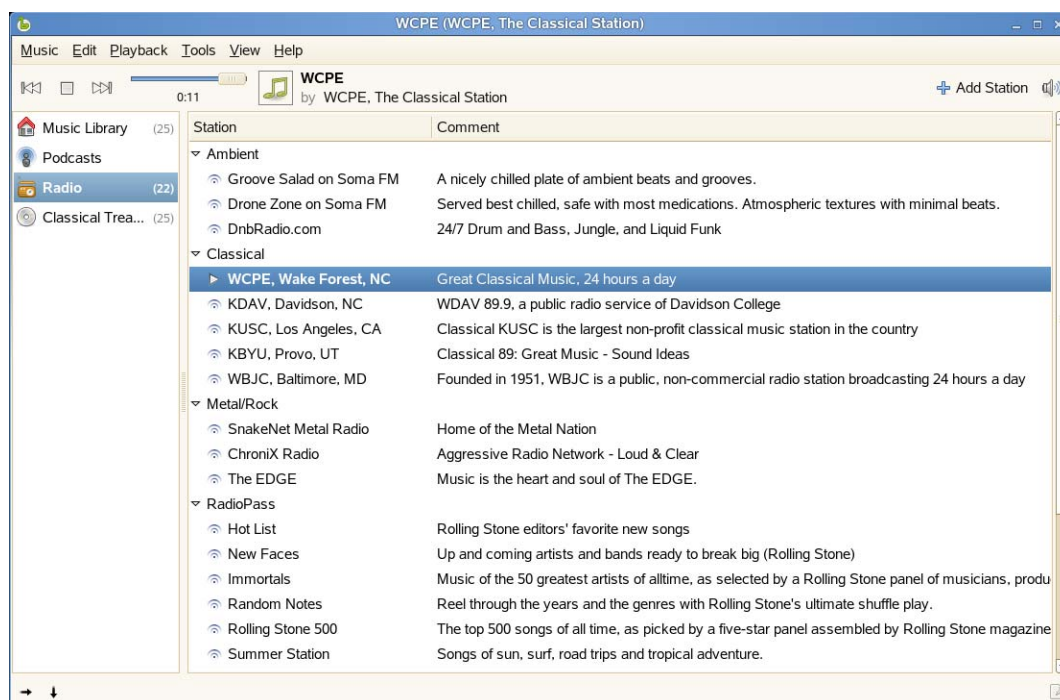 WCPE (WCPE, The Classical Station)
Music Edit Playback Tools View Help
0:11
WCPE
by WCPE, The Classical Station
Add Station
Music Library (25)
Podcasts
Radio (22)
Classical Trea... (25)
Station Comment
Ambient
Groove Salad on Soma FM A nicely chilled plate of ambient beats and grooves.
Drone Zone on Soma FM Served best chilled, safe with most medications. Atmospheric textures with minimal beats.
DnbRadio.com 24/7 Drum and Bass, Jungle, and Liquid Funk
Classical
WCPE, Wake Forest, NC Great Classical Music, 24 hours a day
KDAV, Davidson, NC WDAV 89.9, a public radio service of Davidson College
KUSC, Los Angeles, CA Classical KUSC is the largest non-profit classical music station in the country
KBYU, Provo, UT Classical 89: Great Music - Sound Ideas
WBJC, Baltimore, MD Founded in 1951, WBJC is a public, non-commercial radio station broadcasting 24 hours a day
Metal/Rock
SnakeNet Metal Radio Home of the Metal Nation
ChroniX Radio Aggressive Radio Network - Loud & Clear
The EDGE Music is the heart and soul of The EDGE.
RadioPass
Hot List Rolling Stone editors' favorite new songs
New Faces Up and coming artists and bands ready to break big (Rolling Stone)
Immortals Music of the 50 greatest artists of alltime, as selected by a Rolling Stone panel of musicians, produ
Random Notes Reel through the years and the genres with Rolling Stone's ultimate shuffle play.
Rolling Stone 500 The top 500 songs of all time, as picked by a five-star panel assembled by Rolling Stone magazine
Summer Station Songs of sun, surf, road trips and tropical adventure.